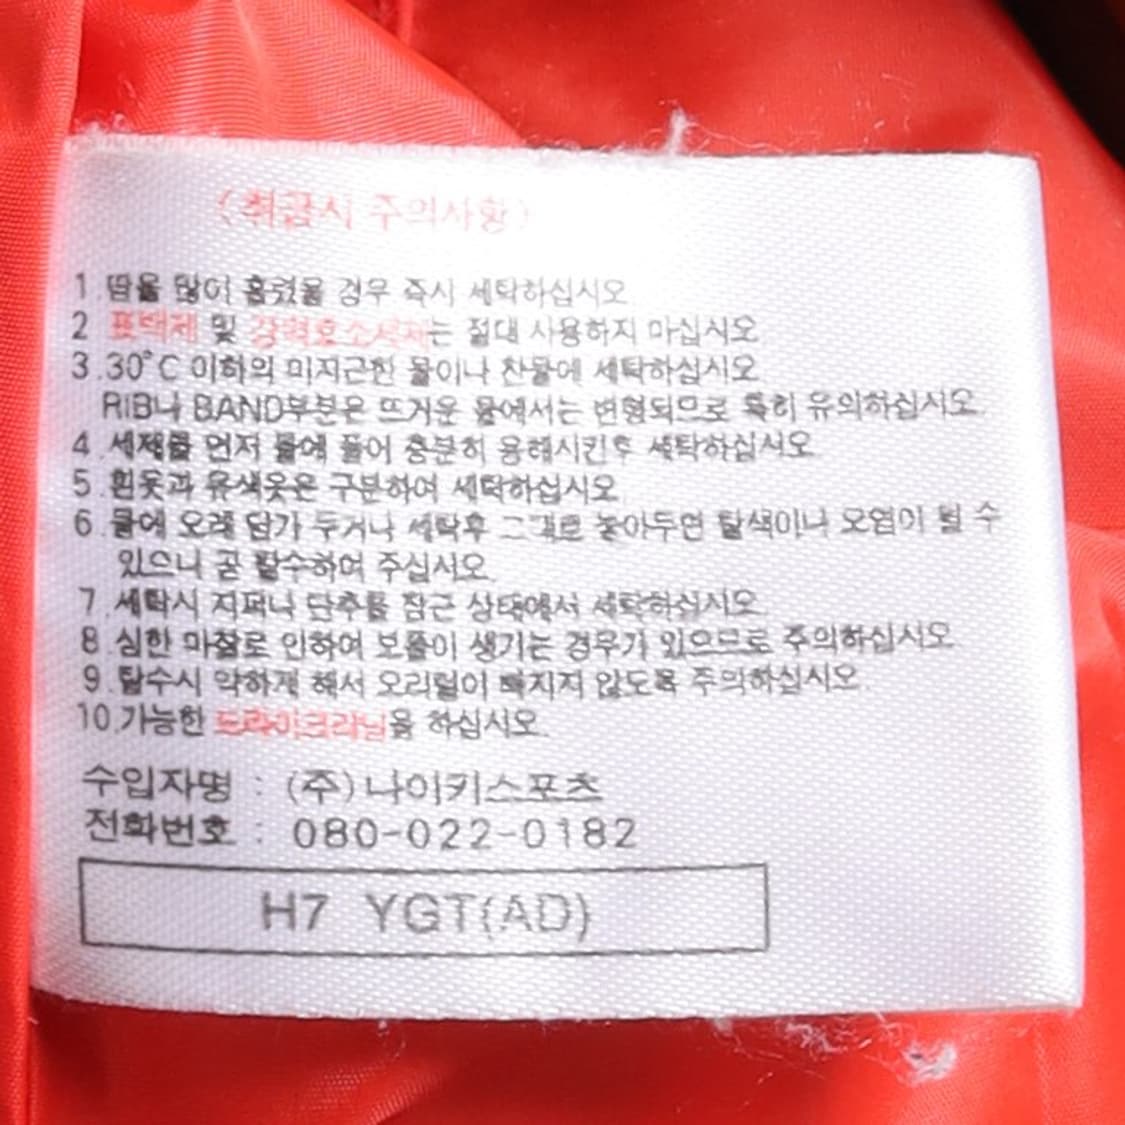 (취급시 주의사항)
1.땀을 많이 흘렸을 경우 즉시 세탁하십시오.
2.표백제 및 강력효소세제는 절대 사용하지 마십시오.
3.30°C 이하의 미지근한 물이나 찬물에 세탁하십시오.
RIB나 BAND부분은 뜨거운 물에서는 변형되므로 특히 유의하십시오.
4.세제를 먼저 물에 풀어 충분히 용해시킨후 세탁하십시오.
5.흰옷과 유색옷은 구분하여 세탁하십시오.
6.물에 오래 담가 두거나 세탁후 그대로 놓아두면 탈색이나 오염이 될 수
있으니 곧 탈수하여 주십시오.
7.세탁시 지퍼나 단추를 잠근 상태에서 세탁하십시오.
8.심한 마찰로 인하여 보풀이 생기는 경우가 있으므로 주의하십시오.
9.탈수시 약하게 해서 오리털이 빠지지 않도록 주의하십시오.
10.가능한 드라이크리닝을 하십시오.
수입자명 : (주)나이키스포츠
전화번호 : 080-022-0182
H7 YGT(AD)